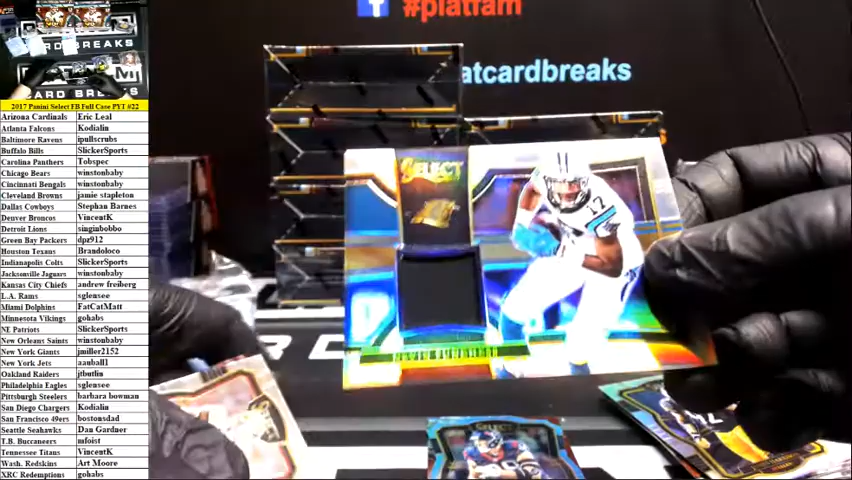 #platfam
atcardbreaks
ARD BREAKS
CARD BREAKS
2017 Panini Select FB Full Case PYT #22
Arizona Cardinals Eric Leal
Atlanta Falcons Kodialin
Baltimore Ravens ipullscrubs
Buffalo Bills SlickerSports
Carolina Panthers Tobspec
Chicago Bears winstonbaby
Cincinnati Bengals winstonbaby
Cleveland Browns jamie stapleton
Dallas Cowboys Stephan Barnes
Denver Broncos VincentK
Detroit Lions singinbobbo
Green Bay Packers dpz912
Houston Texans Brandoloco
Indianapolis Colts SlickerSports
Jacksonville Jaguars winstonbaby
Kansas City Chiefs andrew freiberg
L.A. Rams sglensee
Miami Dolphins FatCatMatt
Minnesota Vikings gohabs
NE Patriots SlickerSports
New Orleans Saints winstonbaby
New York Giants jmiller2152
New York Jets aauball1
Oakland Raiders jtbutlin
Philadelphia Eagles sglensee
Pittsburgh Steelers barbara bowman
San Diego Chargers Kodialin
San Francisco 49ers bostonsdad
Seattle Seahawks Dan Gardner
T.B. Buccaneers mfoist
Tennessee Titans VincentK
Wash. Redskins Art Moore
XRC Redemptions gohabs
SELECT
17
SELECT